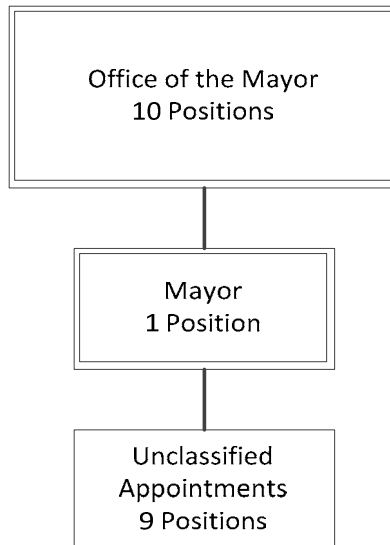 Office of the Mayor
10 Positions
Mayor
1 Position
Unclassified
Appointments
9 Positions